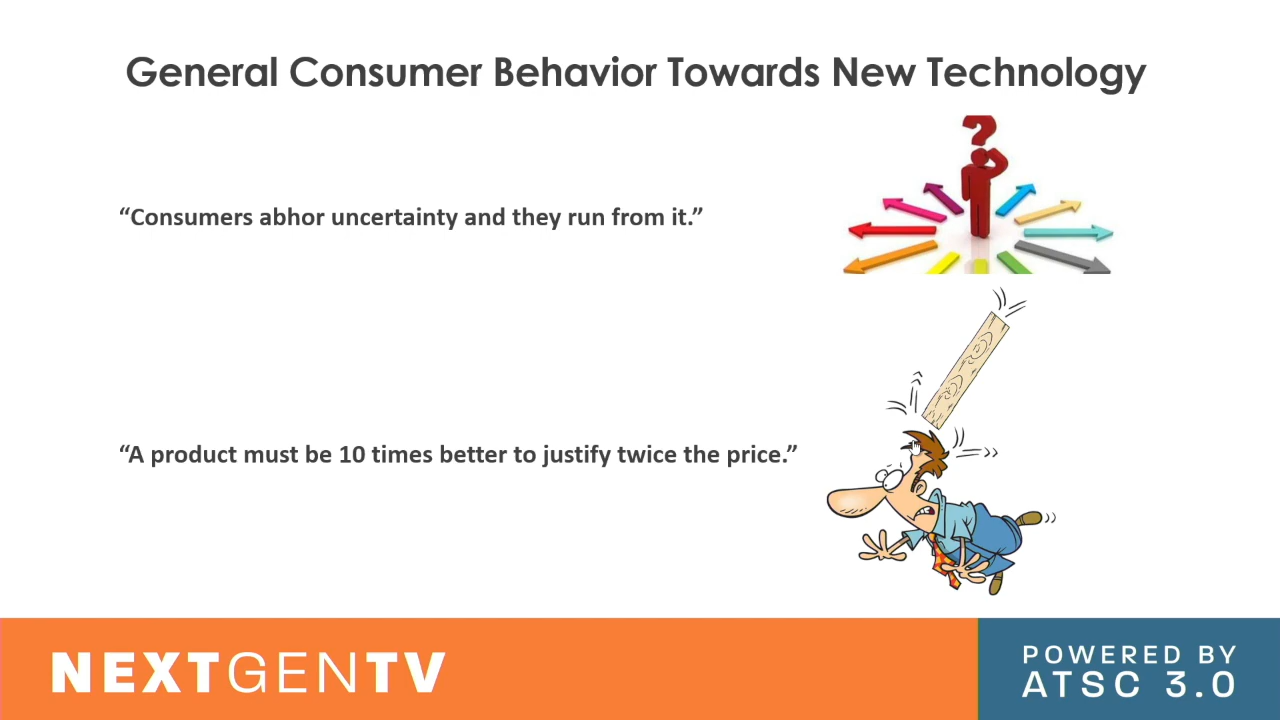 General Consumer Behavior Towards New Technology
?
“Consumers abhor uncertainty and they run from it.”
“A product must be 10 times better to justify twice the price.”
NEXTGENTV
POWERED BY
ATSC 3.0